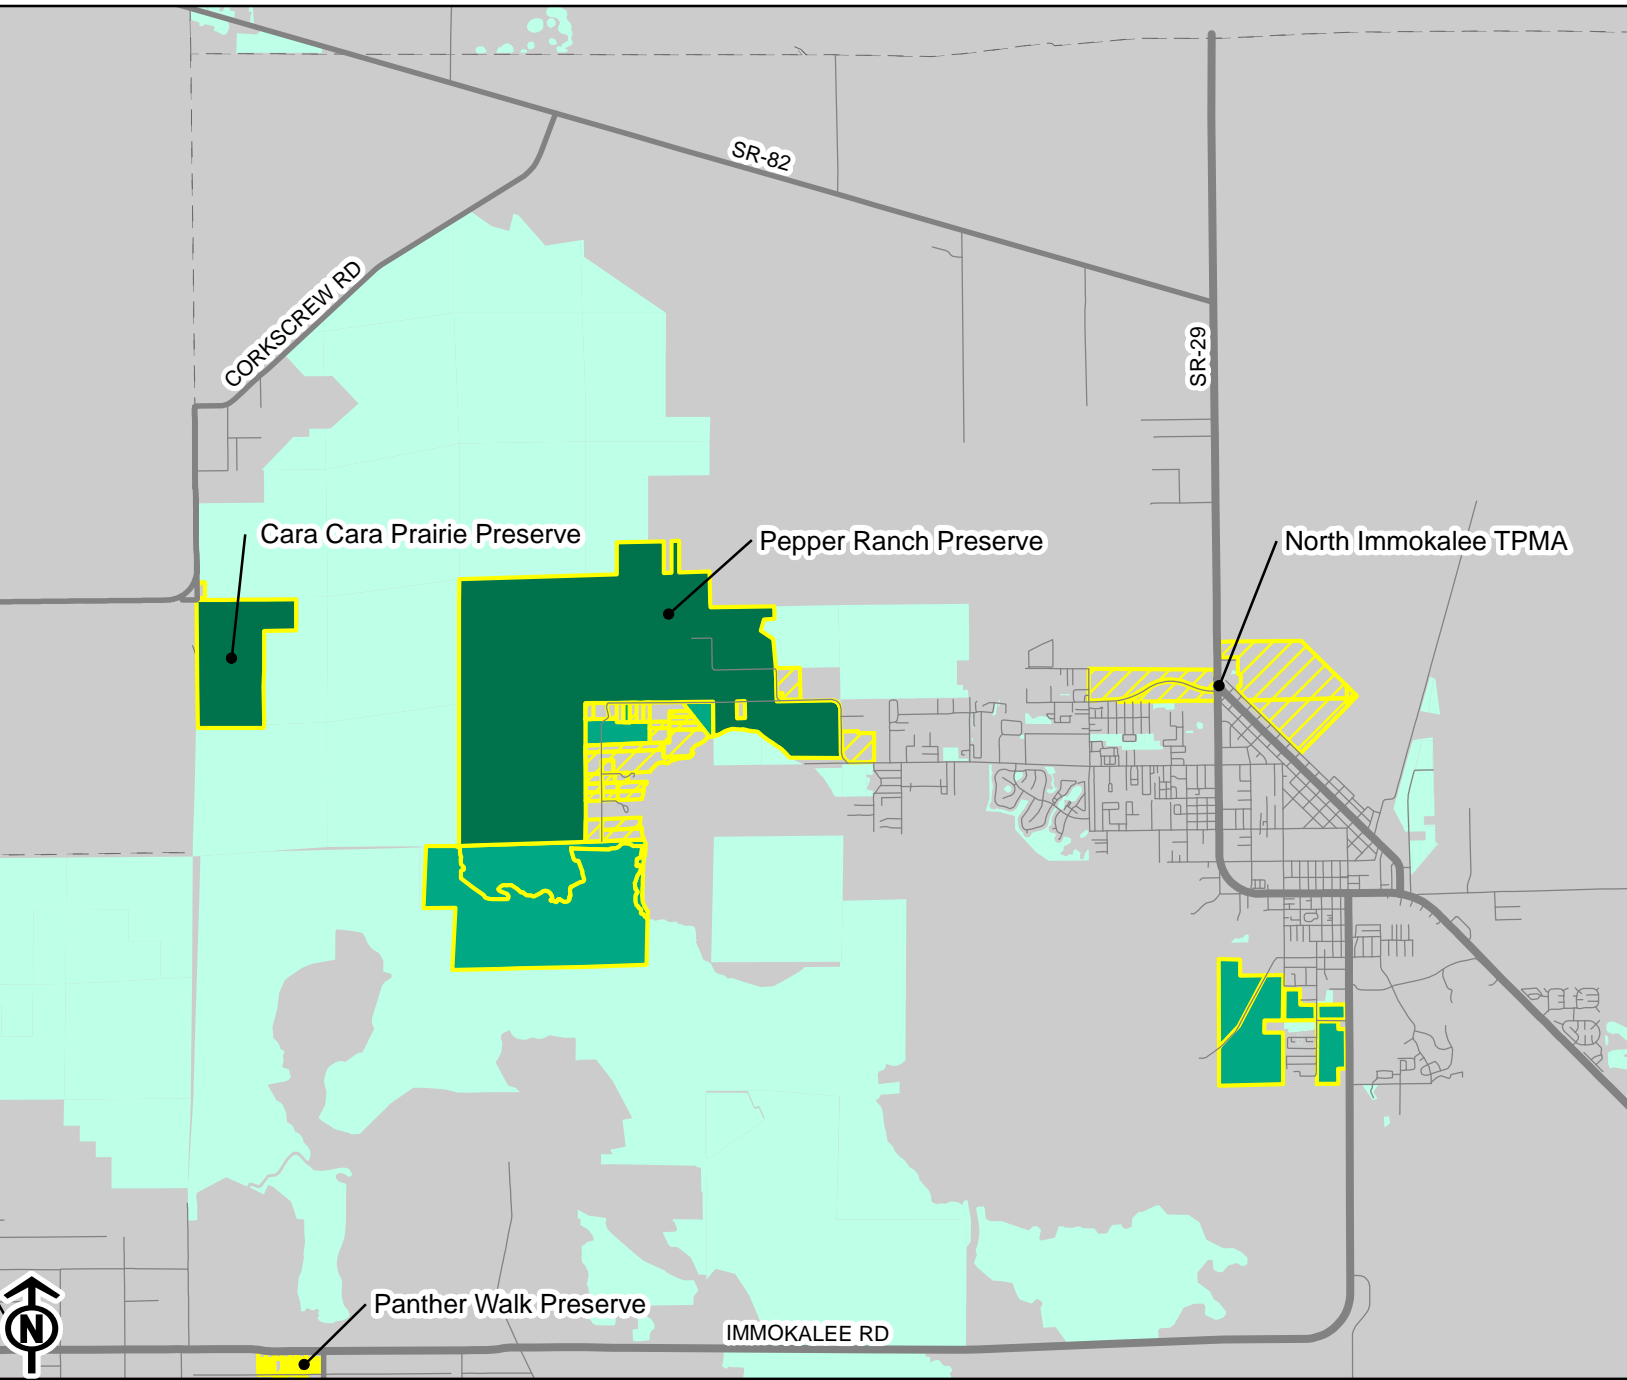 SR-82
CORKSCREW RD
SR-29
Cara Cara Prairie Preserve
Pepper Ranch Preserve
North Immokalee TPMA
Panther Walk Preserve
IMMOKALEE RD
N